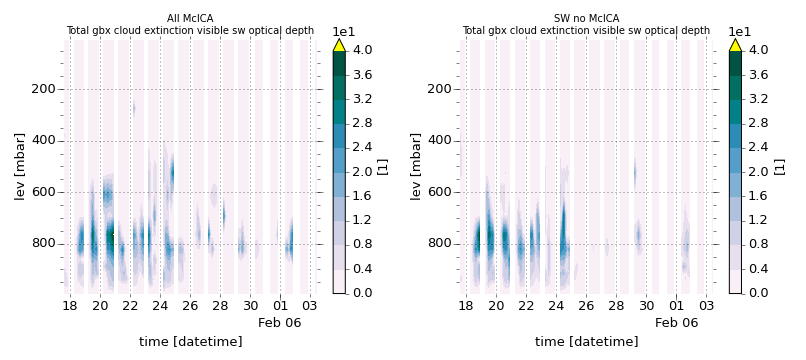 All McICA
Total gbx cloud extinction visible sw optical depth
1e1
4.0
3.6
3.2
2.8
2.4
2.0
1.6
1.2
0.8
0.4
0.0
[1]
200
400
600
800
lev [mbar]
18 20 22 24 26 28 30 01 03
Feb 06
time [datetime]
SW no McICA
Total gbx cloud extinction visible sw optical depth
1e1
4.0
3.6
3.2
2.8
2.4
2.0
1.6
1.2
0.8
0.4
0.0
[1]
200
400
600
800
lev [mbar]
18 20 22 24 26 28 30 01 03
Feb 06
time [datetime]